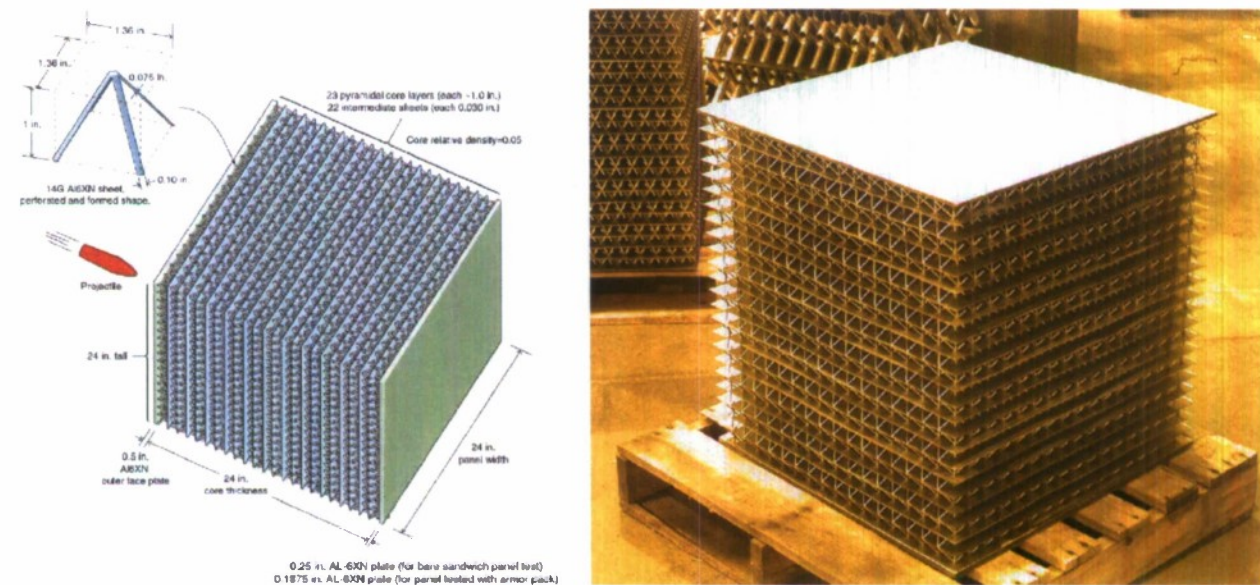 1.36 in.
1.36 in.
0.075 in.
1 in.
0.10 in
14G Al6XN sheet,
perforated and formed shape.
23 pyramidal core layers (each ~1.0 in.)
22 intermediate sheets (each 0.030 in.)
Core relative density=0.05
Projectile
24 in. tall
0.5 in.
Al6XN
outer face plate
24 in.
core thickness
24 in.
panel width
0.25 in. AL-6XN plate (for bare sandwich panel test)
0.1875 in. AL-6XN plate (for panel tested with armor pack)